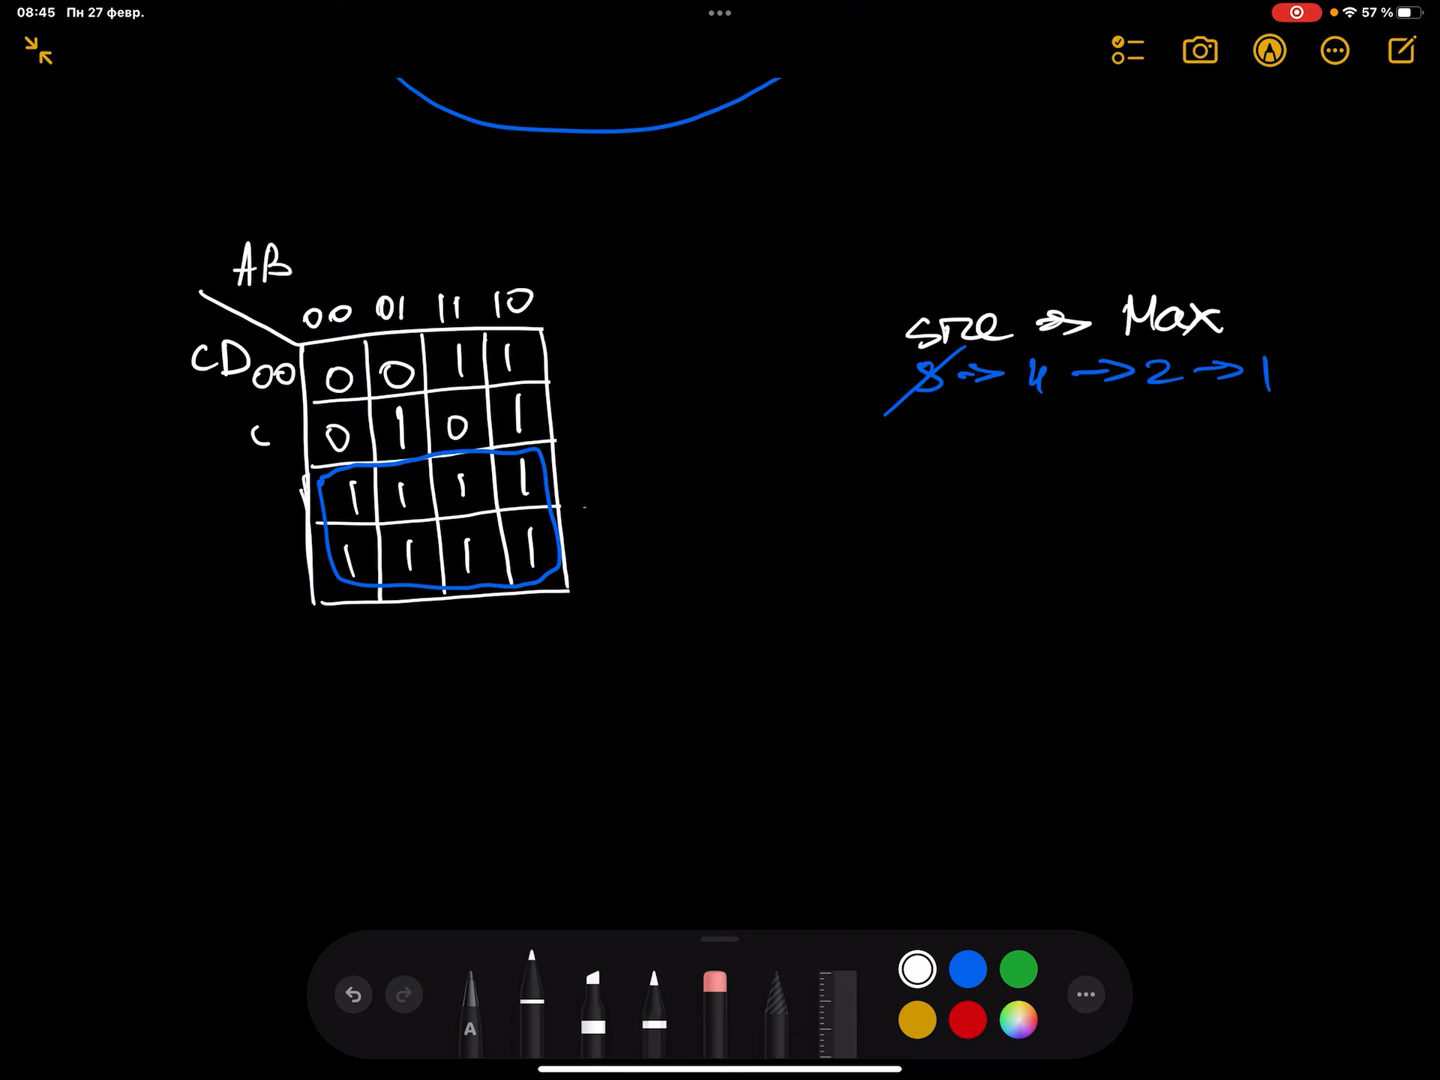 08:45 Пн 27 февр. 57 %
AB
00 01 11 10
CD 00 0 0 1 1
0 1 0 1
1 1 1 1
1 1 1 1
size => Max
8 => 4 -> 2 -> 1
A